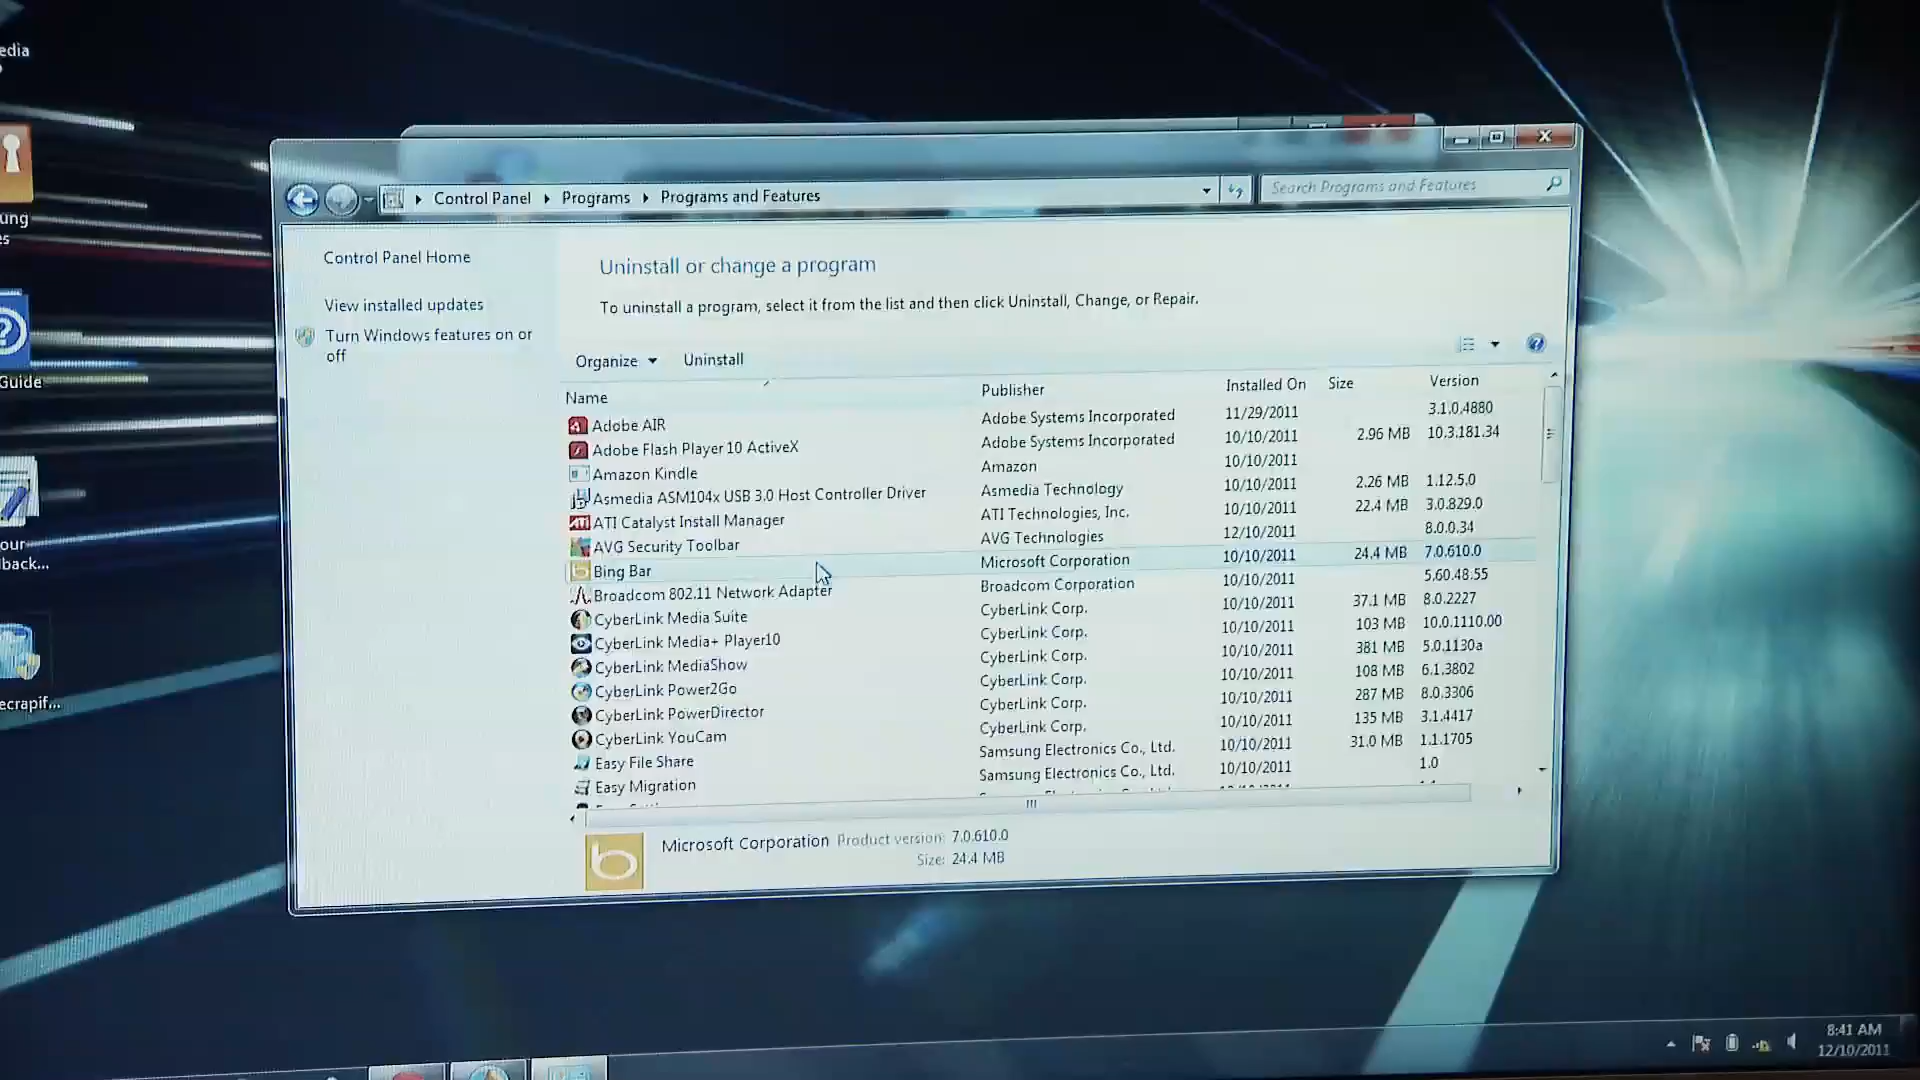 edia
ung
es
Guide
our
lback...
ecrapif...
Control Panel Programs Programs and Features
Search Programs and Features
Control Panel Home
View installed updates
Turn Windows features on or
off
Uninstall or change a program
To uninstall a program, select it from the list and then click Uninstall, Change, or Repair.
Organize Uninstall
Name Publisher Installed On Size Version
Adobe AIR Adobe Systems Incorporated 11/29/2011 3.1.0.4880
Adobe Flash Player 10 ActiveX Adobe Systems Incorporated 10/10/2011 2.96 MB 10.3.181.34
Amazon Kindle Amazon 10/10/2011
Asmedia ASM104x USB 3.0 Host Controller Driver Asmedia Technology 10/10/2011 2.26 MB 1.12.5.0
ATI Catalyst Install Manager ATI Technologies, Inc. 10/10/2011 22.4 MB 3.0.829.0
AVG Security Toolbar AVG Technologies 12/10/2011 8.0.0.34
Bing Bar Microsoft Corporation 10/10/2011 24.4 MB 7.0.610.0
Broadcom 802.11 Network Adapter Broadcom Corporation 10/10/2011 5.60.48.55
CyberLink Media Suite CyberLink Corp. 10/10/2011 37.1 MB 8.0.2227
CyberLink Media+ Player10 CyberLink Corp. 10/10/2011 103 MB 10.0.1110.00
CyberLink MediaShow CyberLink Corp. 10/10/2011 381 MB 5.0.1130a
CyberLink Power2Go CyberLink Corp. 10/10/2011 108 MB 6.1.3802
CyberLink PowerDirector CyberLink Corp. 10/10/2011 287 MB 8.0.3306
CyberLink YouCam CyberLink Corp. 10/10/2011 135 MB 3.1.4417
Easy File Share Samsung Electronics Co., Ltd. 10/10/2011 31.0 MB 1.1.1705
Easy Migration Samsung Electronics Co., Ltd. 10/10/2011 1.0
Microsoft Corporation Product version: 7.0.610.0
Size: 24.4 MB
8:41 AM
12/10/2011